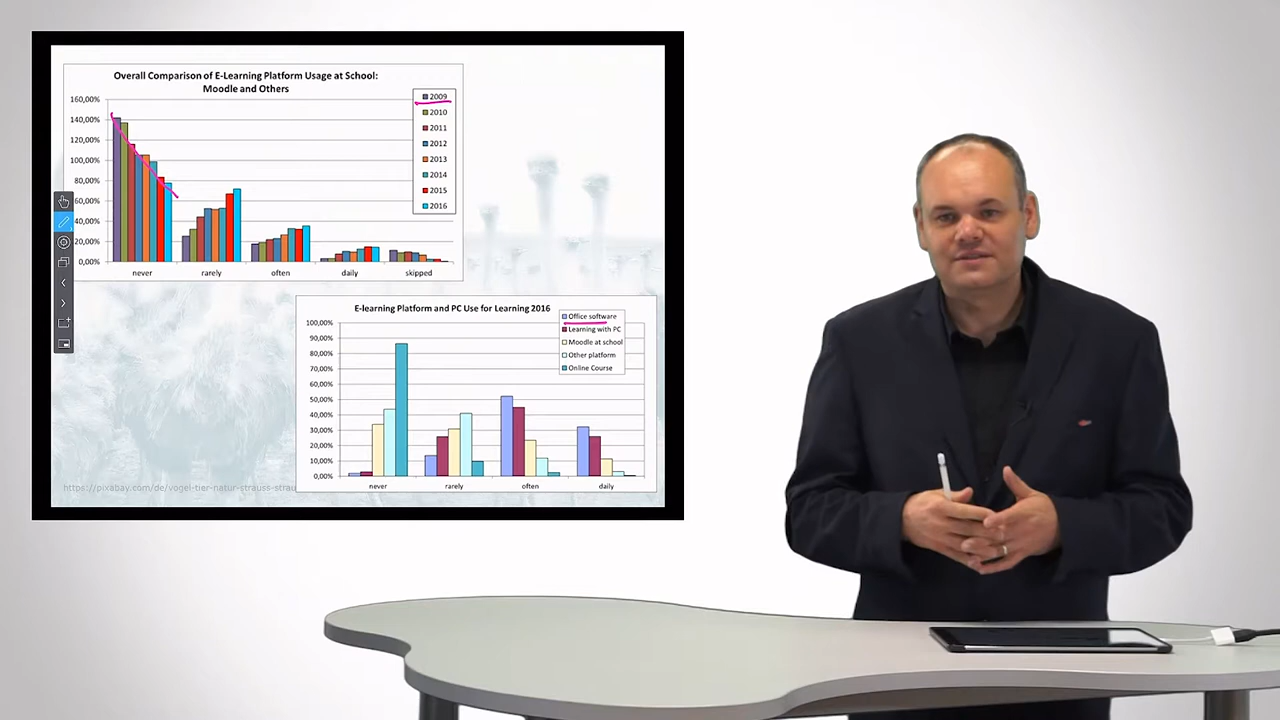 Overall Comparison of E-Learning Platform Usage at School:
Moodle and Others
160,00%
140,00%
120,00%
100,00%
80,00%
60,00%
40,00%
20,00%
0,00%
never rarely often daily skipped
2009
2010
2011
2012
2013
2014
2015
2016
E-learning Platform and PC Use for Learning 2016
100,00%
90,00%
80,00%
70,00%
60,00%
50,00%
40,00%
30,00%
20,00%
10,00%
0,00%
never rarely often daily
Office software
Learning with PC
Moodle at school
Other platform
Online Course
https://pixabay.com/de/vogel-tier-natur-strauss-strau